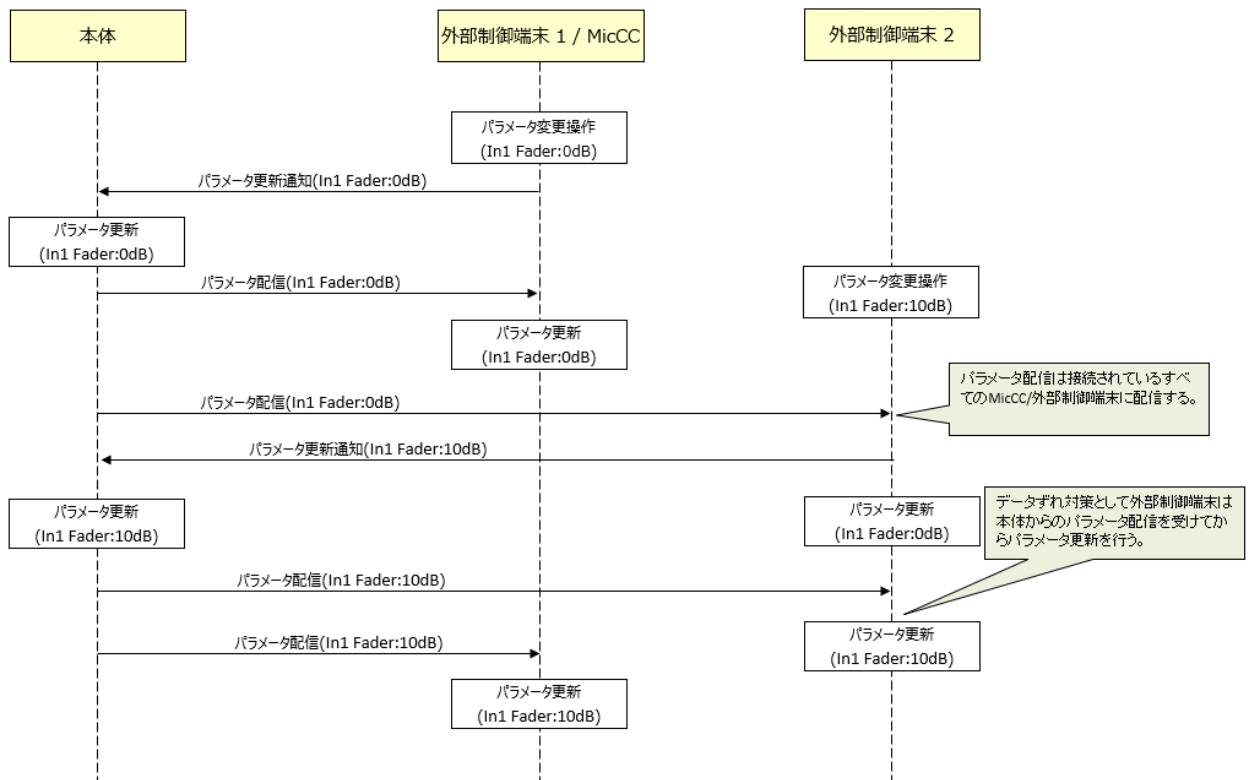 本体
外部制御端末 1 / MicCC
外部制御端末 2
パラメータ変更操作
(In1 Fader:0dB)
パラメータ更新通知(In1 Fader:0dB)
パラメータ更新
(In1 Fader:0dB)
パラメータ配信(In1 Fader:0dB)
パラメータ変更操作
(In1 Fader:10dB)
パラメータ更新
(In1 Fader:0dB)
パラメータ配信は接続されているすべ
てのMicCC/外部制御端末に配信する。
パラメータ配信(In1 Fader:0dB)
パラメータ更新通知(In1 Fader:10dB)
パラメータ更新
(In1 Fader:10dB)
パラメータ更新
(In1 Fader:0dB)
データずれ対策として外部制御端末は
本体からのパラメータ配信を受けてか
らパラメータ更新を行う。
パラメータ配信(In1 Fader:10dB)
パラメータ更新
(In1 Fader:10dB)
パラメータ配信(In1 Fader:10dB)
パラメータ更新
(In1 Fader:10dB)